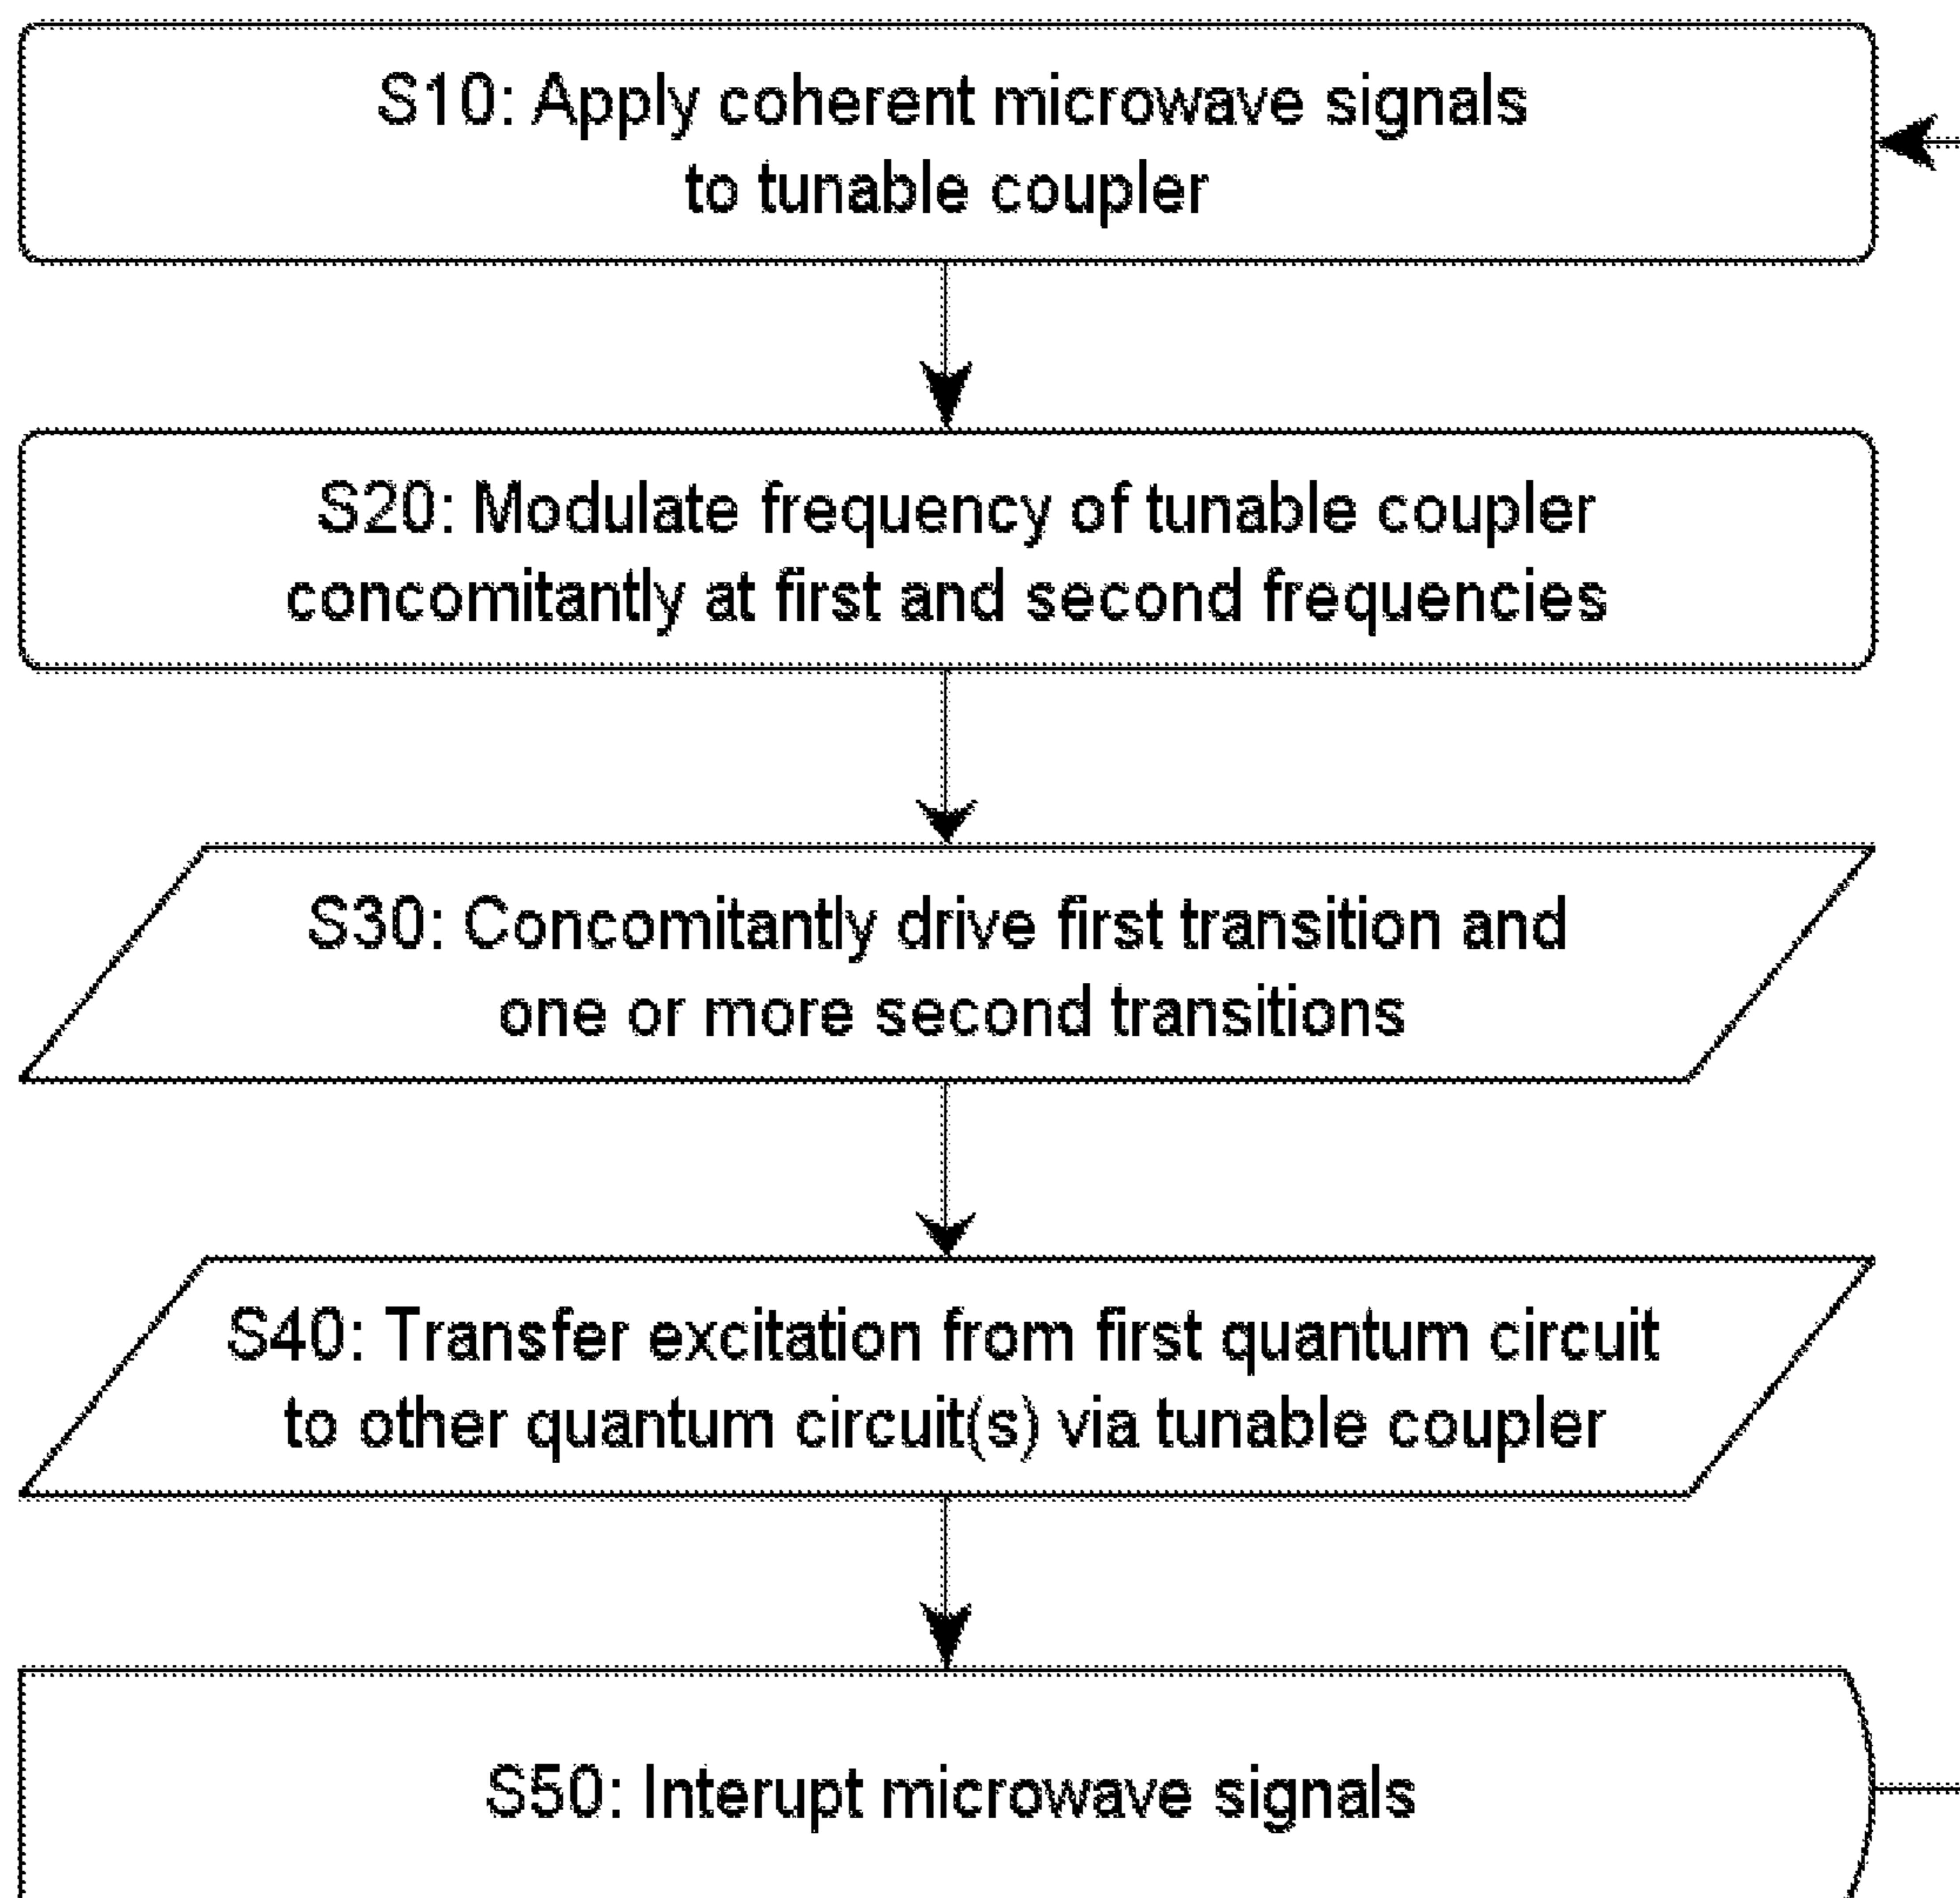 S10: Apply coherent microwave signals
to tunable coupler
S20: Modulate frequency of tunable coupler
concomitantly at first and second frequencies
S30: Concomitantly drive first transition and
one or more second transitions
S40: Transfer excitation from first quantum circuit
to other quantum circuit(s) via tunable coupler
S50: Interupt microwave signals